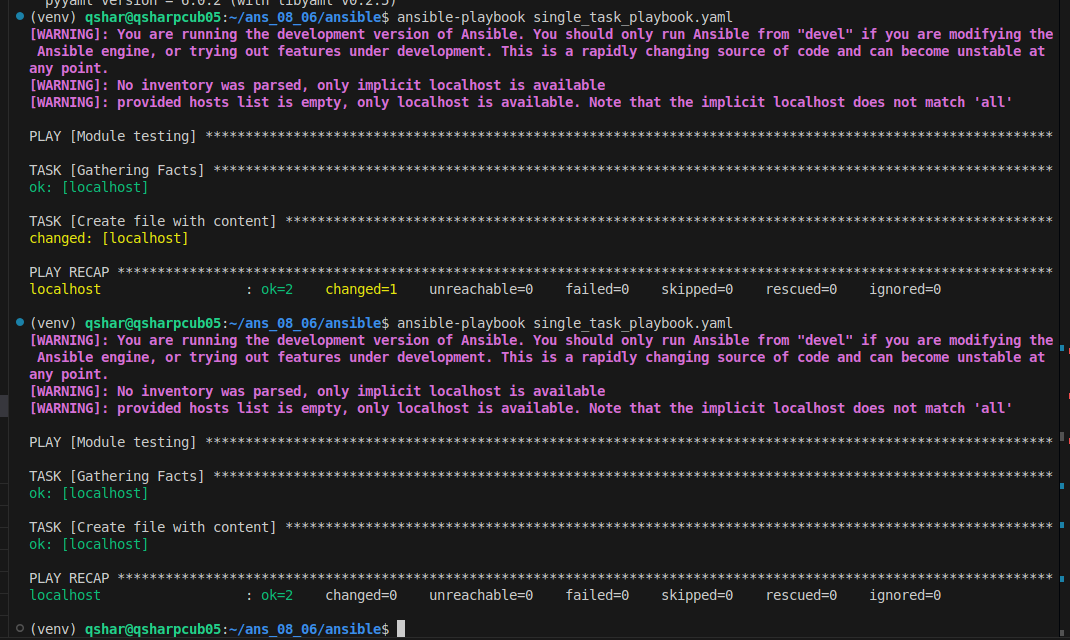 pyyaml version = 6.0.2 (with libyaml v0.2.5)
(venv) qshar@qsharpcub05:~/ans_08_06/ansible$ ansible-playbook single_task_playbook.yaml
[WARNING]: You are running the development version of Ansible. You should only run Ansible from "devel" if you are modifying the
Ansible engine, or trying out features under development. This is a rapidly changing source of code and can become unstable at
any point.
[WARNING]: No inventory was parsed, only implicit localhost is available
[WARNING]: provided hosts list is empty, only localhost is available. Note that the implicit localhost does not match 'all'
PLAY [Module testing] **********************************************************************************************************
TASK [Gathering Facts] *********************************************************************************************************
ok: [localhost]
TASK [Create file with content] ************************************************************************************************
changed: [localhost]
PLAY RECAP *********************************************************************************************************************
localhost                  : ok=2    changed=1    unreachable=0    failed=0    skipped=0    rescued=0    ignored=0
(venv) qshar@qsharpcub05:~/ans_08_06/ansible$ ansible-playbook single_task_playbook.yaml
[WARNING]: You are running the development version of Ansible. You should only run Ansible from "devel" if you are modifying the
Ansible engine, or trying out features under development. This is a rapidly changing source of code and can become unstable at
any point.
[WARNING]: No inventory was parsed, only implicit localhost is available
[WARNING]: provided hosts list is empty, only localhost is available. Note that the implicit localhost does not match 'all'
PLAY [Module testing] **********************************************************************************************************
TASK [Gathering Facts] *********************************************************************************************************
ok: [localhost]
TASK [Create file with content] ************************************************************************************************
ok: [localhost]
PLAY RECAP *********************************************************************************************************************
localhost                  : ok=2    changed=0    unreachable=0    failed=0    skipped=0    rescued=0    ignored=0
(venv) qshar@qsharpcub05:~/ans_08_06/ansible$